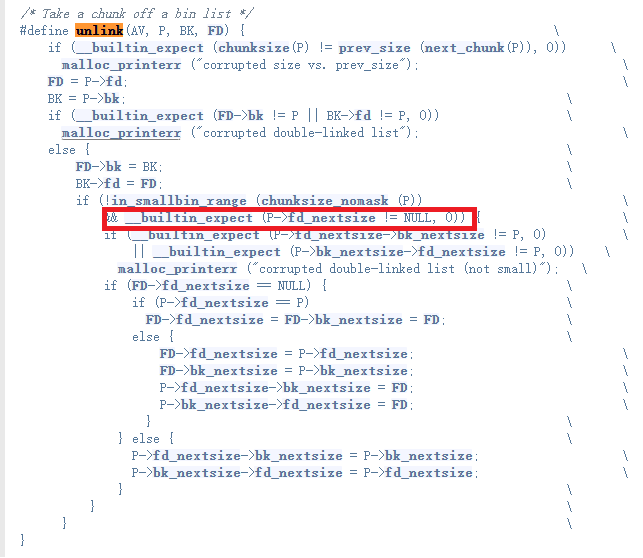 /* Take a chunk off a bin list */
#define unlink(AV, P, BK, FD) { \
if (__builtin_expect (chunksize(P) != prev_size (next_chunk(P)), 0)) \
malloc_printerr ("corrupted size vs. prev_size"); \
FD = P->fd; \
BK = P->bk; \
if (__builtin_expect (FD->bk != P || BK->fd != P, 0)) \
malloc_printerr ("corrupted double-linked list"); \
else { \
FD->bk = BK; \
BK->fd = FD; \
if (!in_smallbin_range (chunksize_nomask (P)) \
&& __builtin_expect (P->fd_nextsize != NULL, 0)) { \
if (__builtin_expect (P->fd_nextsize->bk_nextsize != P, 0) \
|| __builtin_expect (P->bk_nextsize->fd_nextsize != P, 0)) \
malloc_printerr ("corrupted double-linked list (not small)"); \
if (FD->fd_nextsize == NULL) { \
if (P->fd_nextsize == P) \
FD->fd_nextsize = FD->bk_nextsize = FD; \
else { \
FD->fd_nextsize = P->fd_nextsize; \
FD->bk_nextsize = P->bk_nextsize; \
P->fd_nextsize->bk_nextsize = FD; \
P->bk_nextsize->fd_nextsize = FD; \
} \
} else { \
P->fd_nextsize->bk_nextsize = P->bk_nextsize; \
P->bk_nextsize->fd_nextsize = P->fd_nextsize; \
} \
} \
} \
}